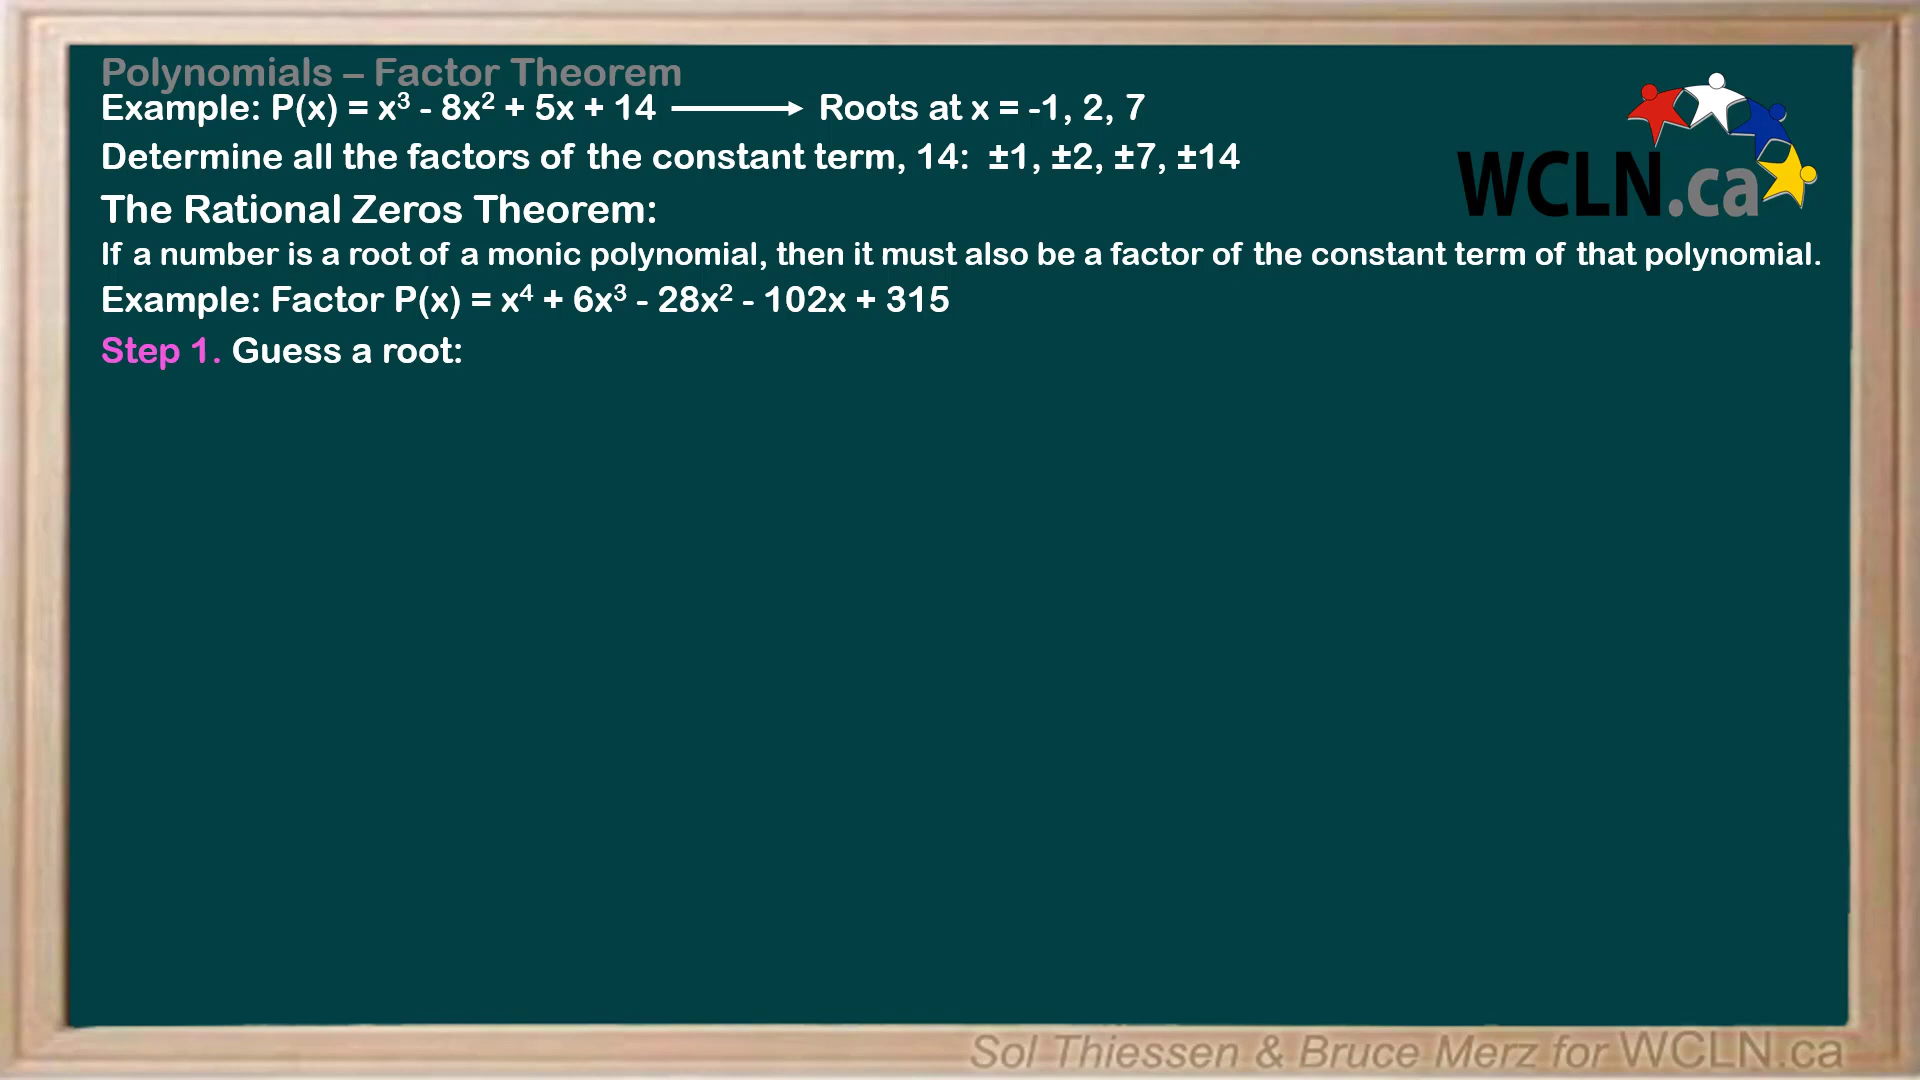 Polynomials – Factor Theorem
Example: P(x) = x³ - 8x² + 5x + 14 ⟶ Roots at x = -1, 2, 7
Determine all the factors of the constant term, 14: ±1, ±2, ±7, ±14
WCLN.ca
The Rational Zeros Theorem:
If a number is a root of a monic polynomial, then it must also be a factor of the constant term of that polynomial.
Example: Factor P(x) = x⁴ + 6x³ - 28x² - 102x + 315
Step 1. Guess a root:
Sol Thiessen & Bruce Merz for WCLN.ca